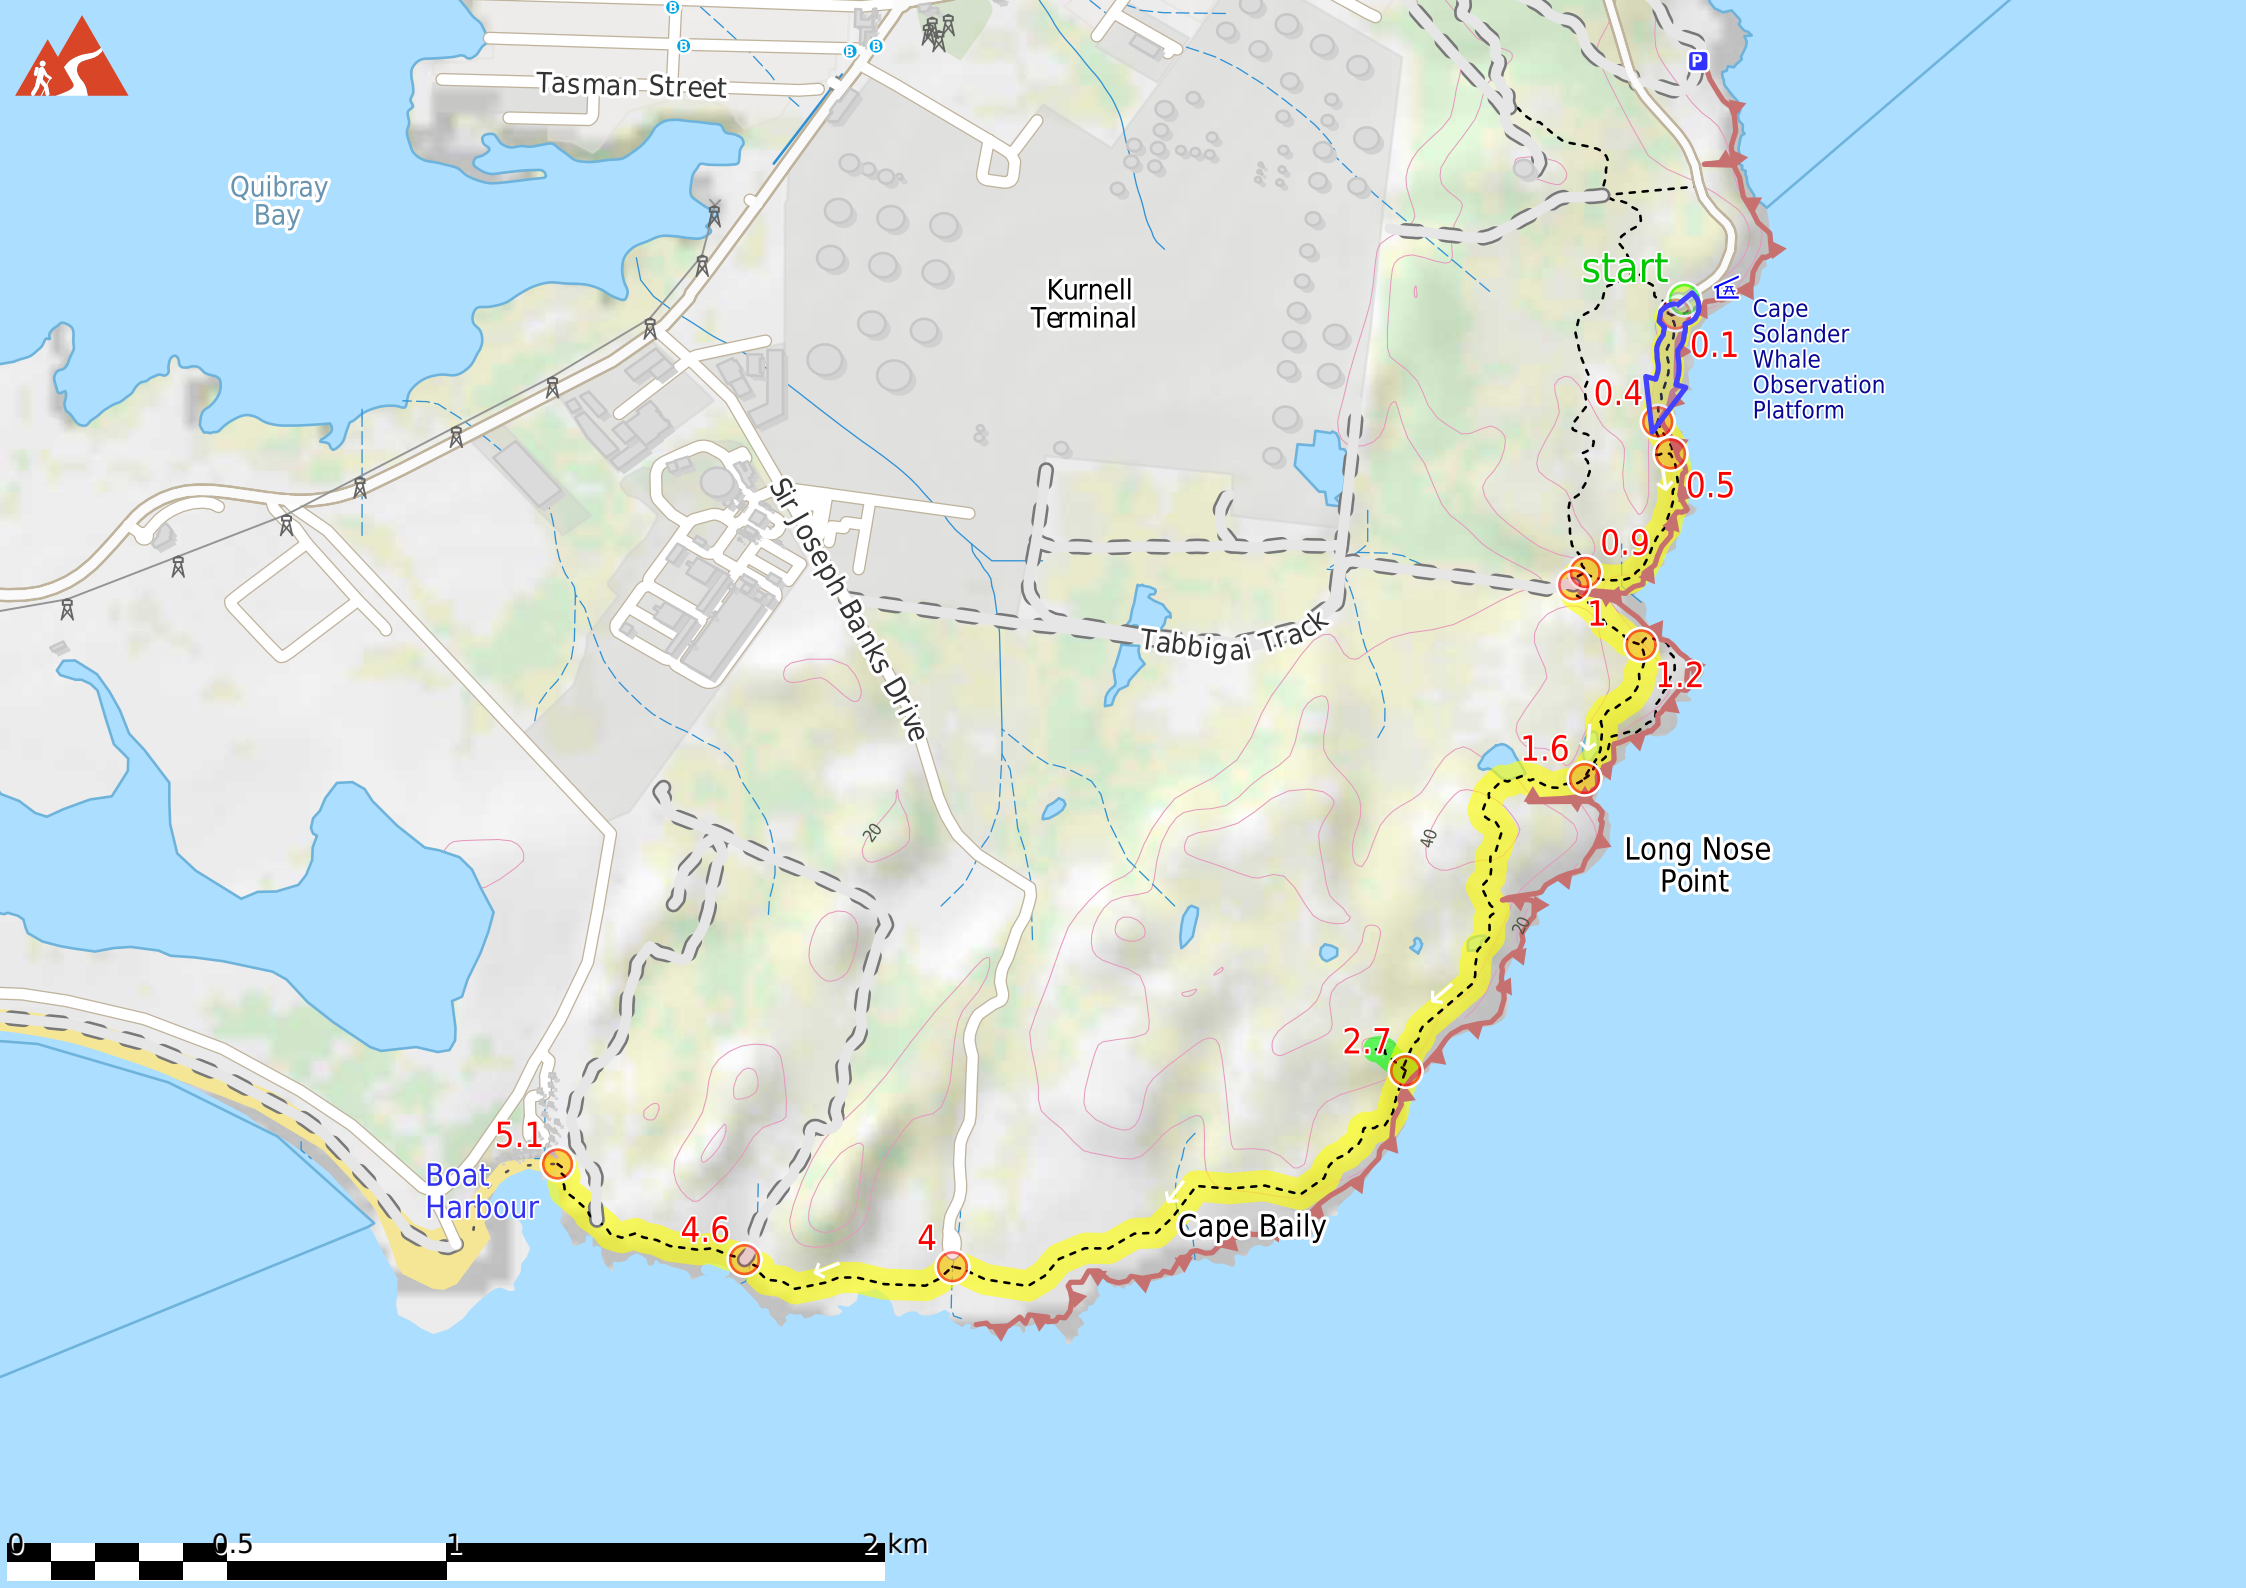 B
B
B
B
Tasman Street
P
Quibray
Bay
start
Kurnell
Terminal
Cape
Solander
Whale
Observation
Platform
0.1
0.4
0.5
Sir Joseph Banks Drive
0.9
1
Tabbigai Track
1.2
1.6
20
40
Long Nose
Point
20
2.7
5.1
Boat
Harbour
4.6
4
Cape Baily
0 0.5 1 2 km